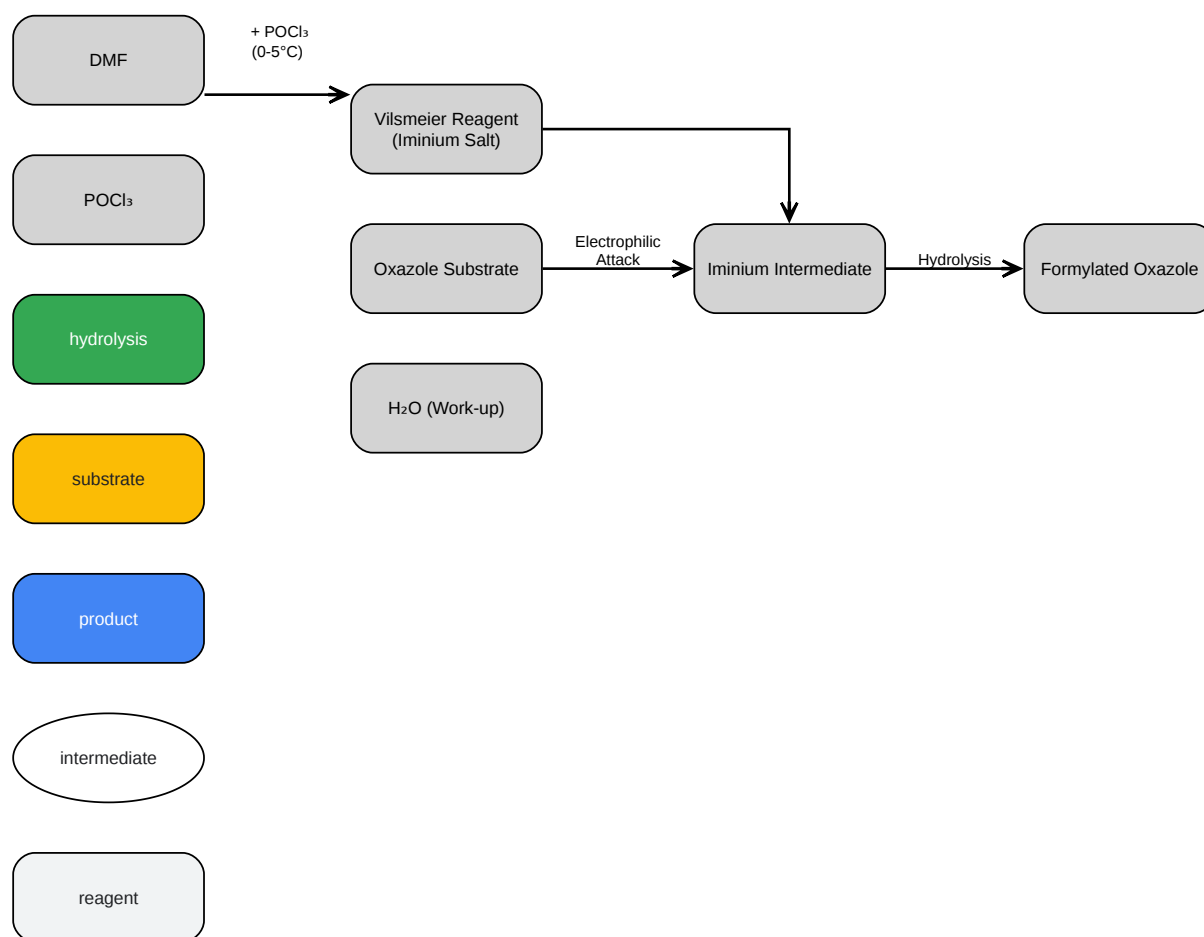 DMF
+ POCl₃
(0-5°C)
Vilsmeier Reagent
(Iminium Salt)
POCl₃
Oxazole Substrate
Electrophilic
Attack
Iminium Intermediate
Hydrolysis
Formylated Oxazole
hydrolysis
H₂O (Work-up)
substrate
product
intermediate
reagent